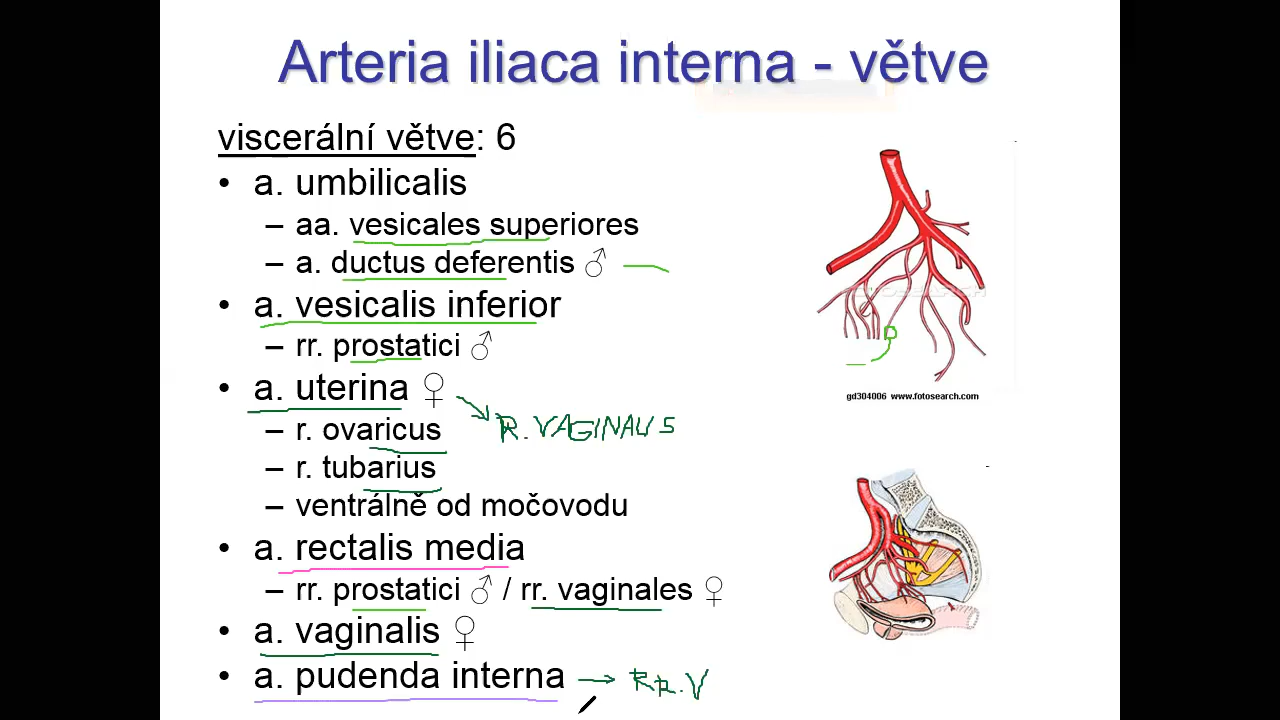 Arteria iliaca interna - větve
viscerální větve: 6
• a. umbilicalis
– aa. vesicales superiores
– a. ductus deferentis ♂
• a. vesicalis inferior
– rr. prostatici ♂
• a. uterina ♀
– r. ovaricus
R. VAGINALIS
– r. tubarius
– ventrálně od močovodu
• a. rectalis media
– rr. prostatici ♂ / rr. vaginales ♀
• a. vaginalis ♀
• a. pudenda interna → RR. V
FOTOSEARCH
gd304006 www.fotosearch.com